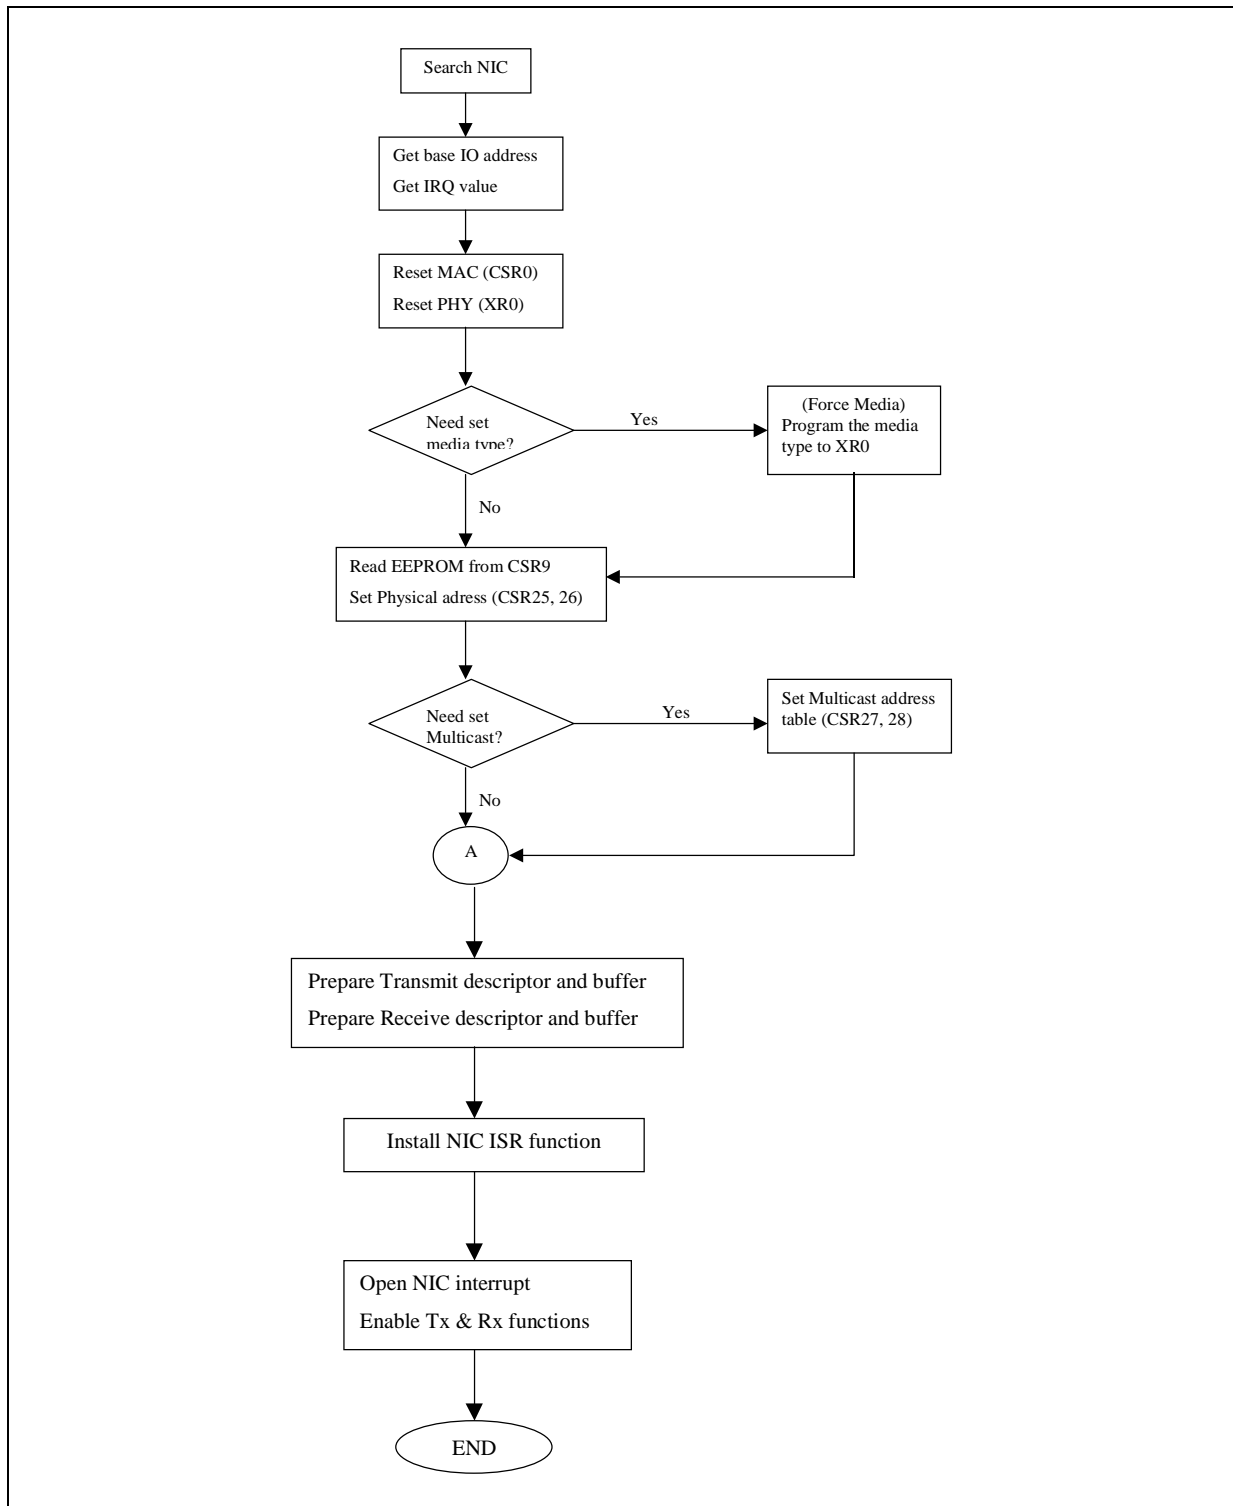 Search NIC
Get base IO address
Get IRQ value
Reset MAC (CSR0)
Reset PHY (XR0)
Need set
media type?
Yes
(Force Media)
Program the media
type to XR0
No
Read EEPROM from CSR9
Set Physical adress (CSR25, 26)
Need set
Multicast?
Yes
Set Multicast address
table (CSR27, 28)
No
A
Prepare Transmit descriptor and buffer
Prepare Receive descriptor and buffer
Install NIC ISR function
Open NIC interrupt
Enable Tx & Rx functions
END